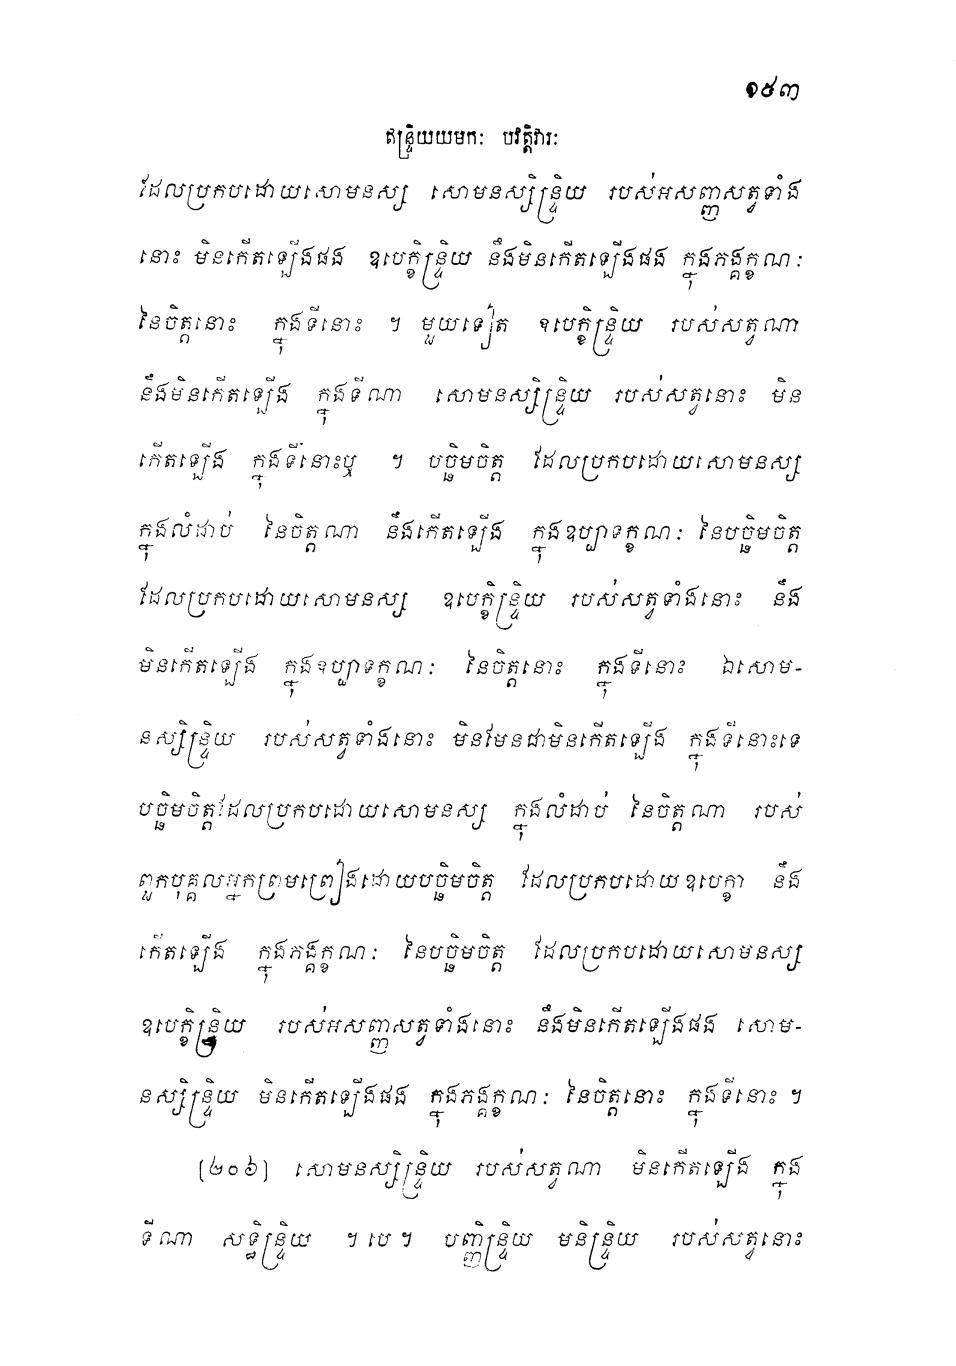 ១៥៣
ឥន្ទ្រិយយមកៈ បវត្តិវារៈ
ដែលប្រកបដោយសោមនស្ស សោមនស្សិន្ទ្រិយ របស់អសញ្ញសត្វទាំង
នោះ មិនកើតឡើងផង ឧបេក្ខិន្ទ្រិយ នឹងមិនកើតឡើងផង ក្នុងភង្គក្ខណៈ
នៃចិត្តនោះ ក្នុងទីនោះ ។ មួយទៀត ឧបេក្ខិន្ទ្រិយ របស់សត្វណា
នឹងមិនកើតឡើង ក្នុងទីណា សោមនស្សិន្ទ្រិយ របស់សត្វនោះ មិន
កើតឡើង ក្នុងទីនោះឬ ។ បច្ឆិមចិត្ត ដែលប្រកបដោយសោមនស្ស
ក្នុងលំដាប់ នៃចិត្តណា នឹងកើតឡើង ក្នុងឧប្បាទក្ខណៈ នៃបច្ឆិមចិត្ត
ដែលប្រកបដោយសោមនស្ស ឧបេក្ខិន្ទ្រិយ របស់សត្វទាំងនោះ នឹង
មិនកើតឡើង ក្នុងឧប្បាទក្ខណៈ នៃចិត្តនោះ ក្នុងទីនោះ ឯសោម-
នស្សិន្ទ្រិយ របស់សត្វទាំងនោះ មិនមែនជាមិនកើតឡើង ក្នុងទីនោះទេ
បច្ឆិមចិត្តដែលប្រកបដោយសោមនស្ស ក្នុងលំដាប់ នៃចិត្តណា របស់
ពួកបុគ្គលអ្នកព្រមព្រៀងដោយបច្ឆិមចិត្ត ដែលប្រកបដោយឧបេក្ខា នឹង
កើតឡើង ក្នុងភង្គក្ខណៈ នៃបច្ឆិមចិត្ត ដែលប្រកបដោយសោមនស្ស
ឧបេក្ខិន្ទ្រិយ របស់អសញ្ញសត្វទាំងនោះ នឹងមិនកើតឡើងផង សោម-
នស្សិន្ទ្រិយ មិនកើតឡើងផង ក្នុងភង្គក្ខណៈ នៃចិត្តនោះ ក្នុងទីនោះ ។
[២០៦] សោមនស្សិន្ទ្រិយ របស់សត្វណា មិនកើតឡើង ក្នុង
ទីណា សទ្ធិន្ទ្រិយ ។ បេ ។ បញ្ញិន្ទ្រិយ មនិន្ទ្រិយ របស់សត្វនោះ